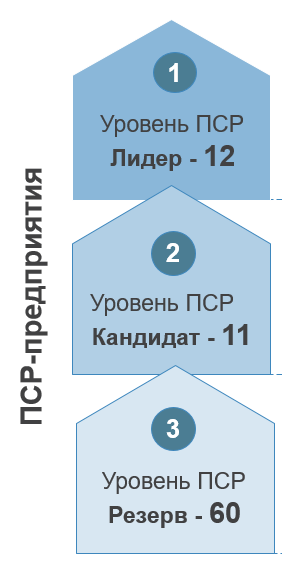 ПСР-предприятия
1
Уровень ПСР
Лидер - 12
2
Уровень ПСР
Кандидат - 11
3
Уровень ПСР
Резерв - 60